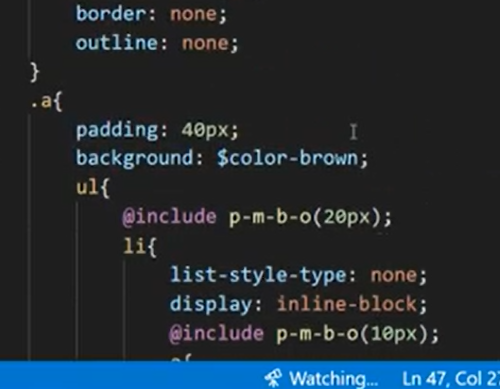 border: none;
outline: none;
}
.a{
padding: 40px;
background: $color-brown;
ul{
@include p-m-b-o(20px);
li{
list-style-type: none;
display: inline-block;
@include p-m-b-o(10px);
a{
Watching... Ln 47, Col